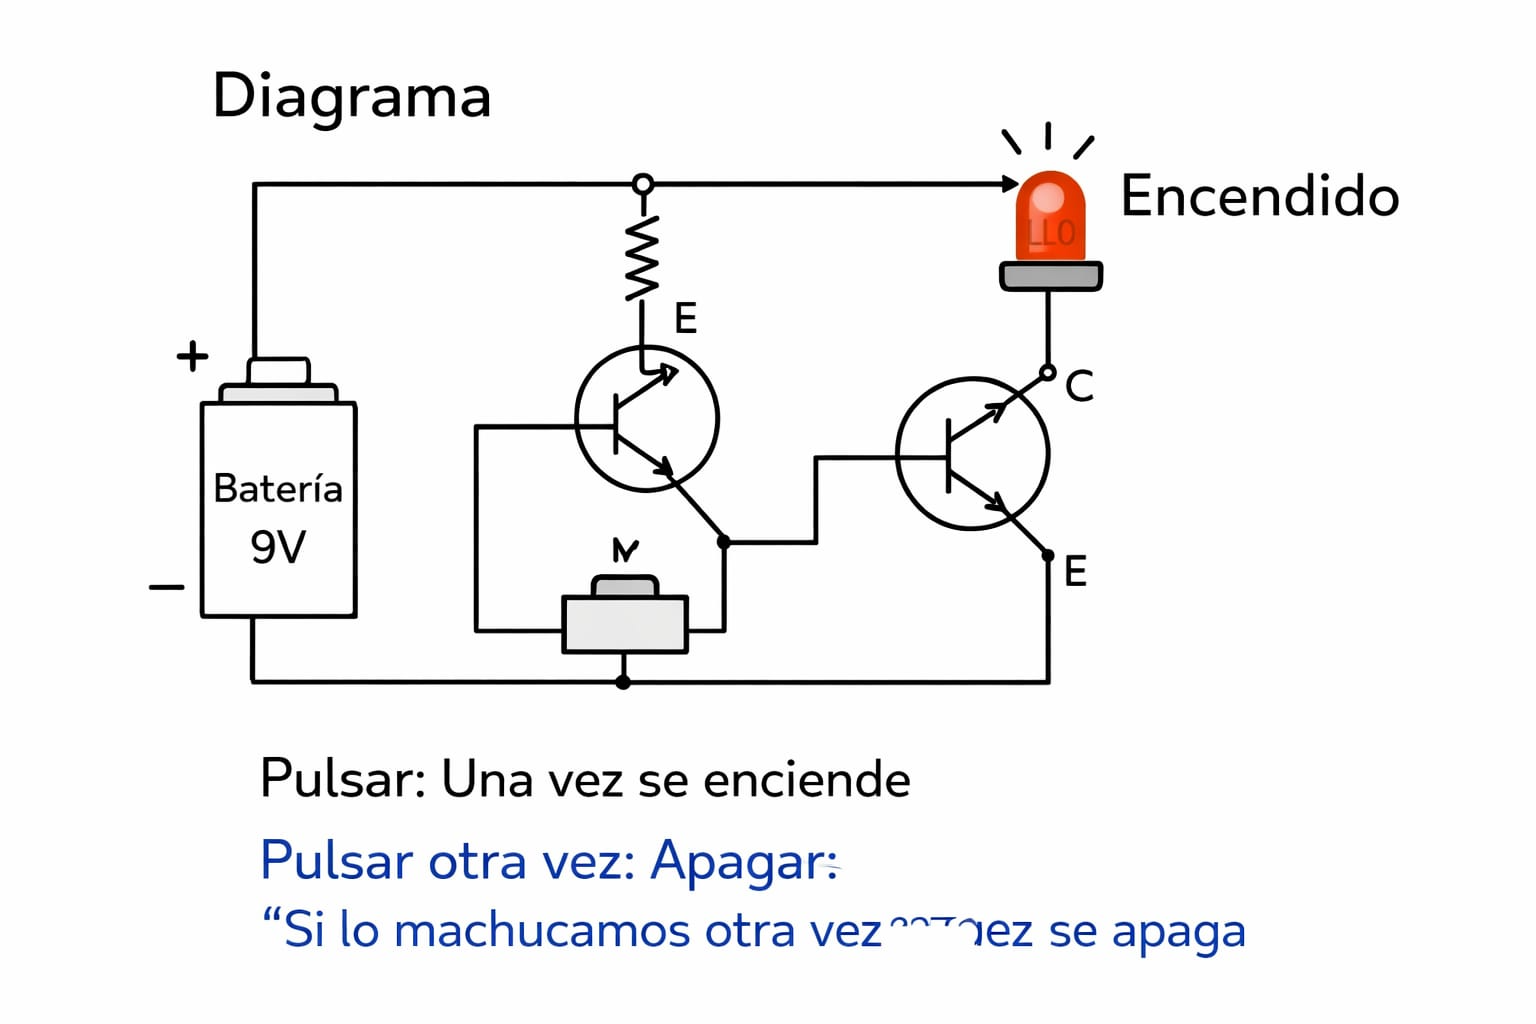 Diagrama
Encendido
LLO
E
+
C
Batería
9V
E
−
Pulsar: Una vez se enciende
Pulsar otra vez: Apagar:
“Si lo machucamos otra vez se apaga